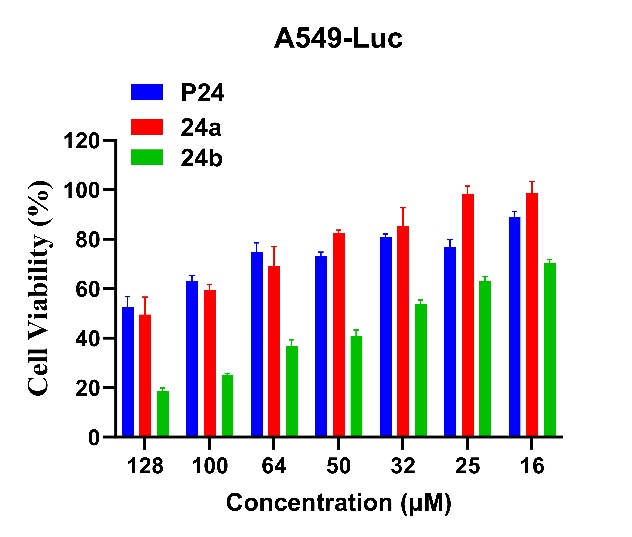 A549-Luc
P24
24a
24b
120
100
80
60
40
20
0
Cell Viability (%)
128 100 64 50 32 25 16
Concentration (μM)